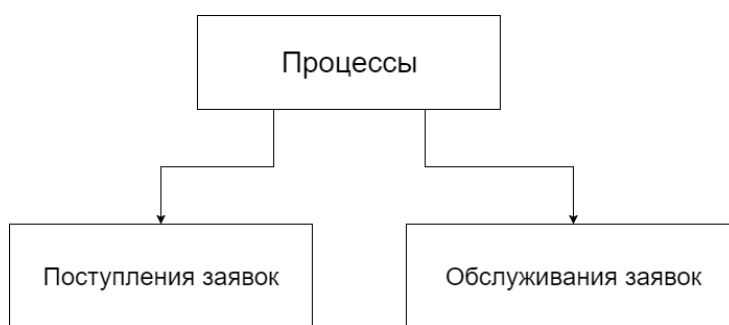 Процессы
Поступления заявок
Обслуживания заявок